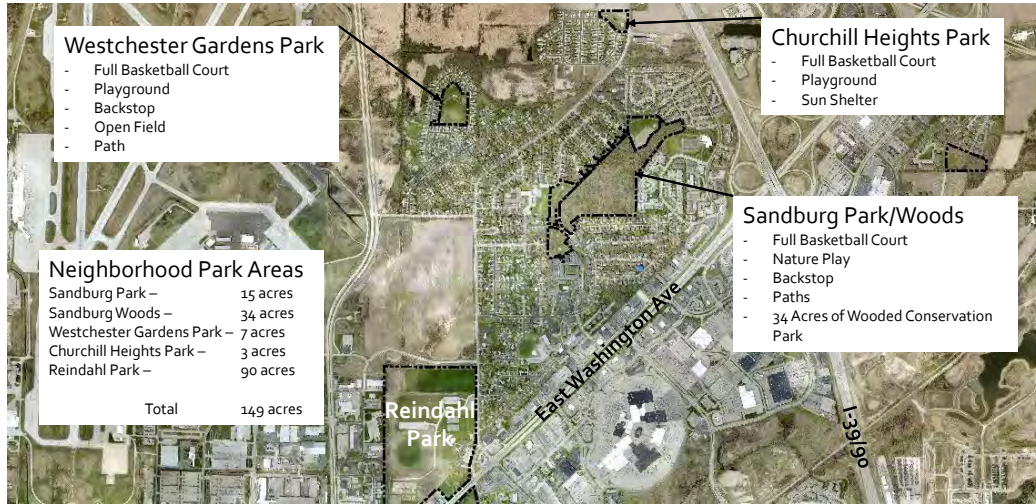 Westchester Gardens Park
- Full Basketball Court
- Playground
- Backstop
- Open Field
- Path
Churchill Heights Park
- Full Basketball Court
- Playground
- Sun Shelter
Sandburg Park/Woods
- Full Basketball Court
- Nature Play
- Backstop
- Paths
- 34 Acres of Wooded Conservation
Park
Neighborhood Park Areas
Sandburg Park – 15 acres
Sandburg Woods – 34 acres
Westchester Gardens Park – 7 acres
Churchill Heights Park – 3 acres
Reindahl Park – 90 acres
Total 149 acres
Reindahl
Park
East Washington Ave
I-39/90